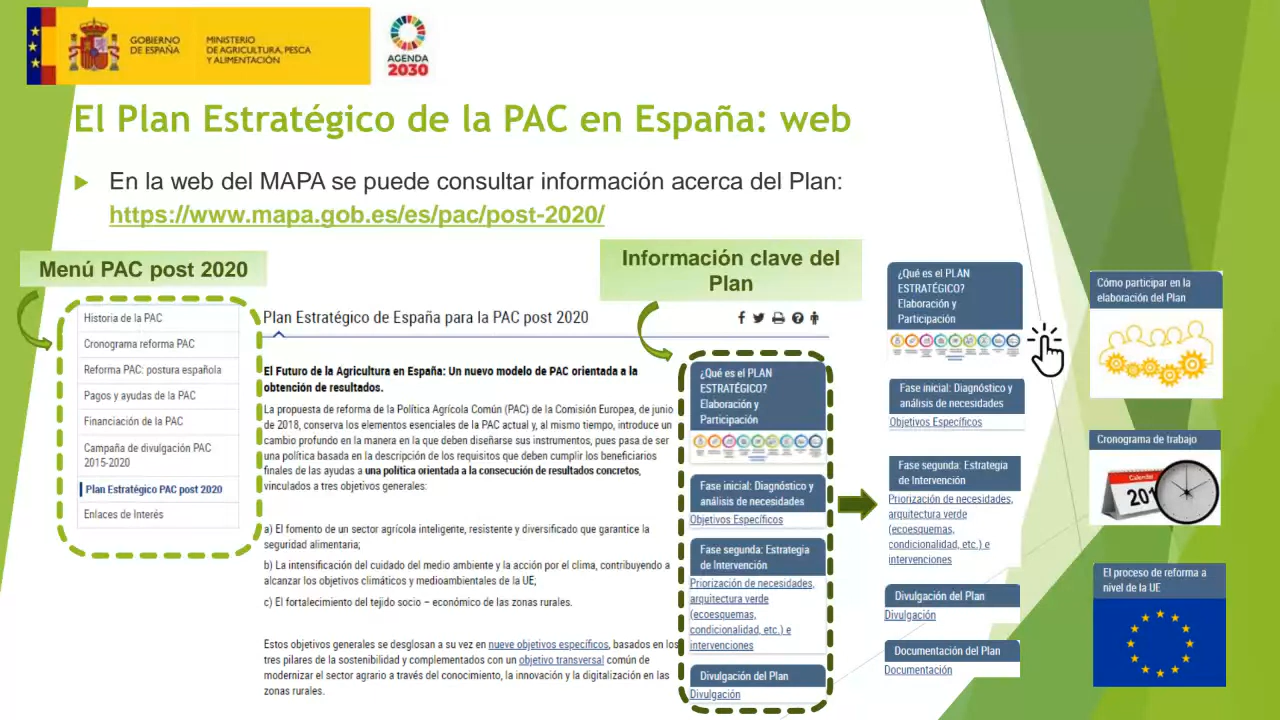 GOBIERNO
DE ESPAÑA
MINISTERIO
DE AGRICULTURA, PESCA
Y ALIMENTACIÓN
AGENDA
2030
El Plan Estratégico de la PAC en España: web
En la web del MAPA se puede consultar información acerca del Plan:
https://www.mapa.gob.es/es/pac/post-2020/
Menú PAC post 2020
Historia de la PAC
Cronograma reforma PAC
Reforma PAC: postura española
Pagos y ayudas de la PAC
Financiación de la PAC
Campaña de divulgación PAC
2015-2020
Plan Estratégico PAC post 2020
Enlaces de Interés
Plan Estratégico de España para la PAC post 2020
El Futuro de la Agricultura en España: Un nuevo modelo de PAC orientada a la
obtención de resultados.
La propuesta de reforma de la Política Agrícola Común (PAC) de la Comisión Europea, de junio
de 2018, conserva los elementos esenciales de la PAC actual y, al mismo tiempo, introduce un
cambio profundo en la manera en la que deben diseñarse sus instrumentos, pues pasa de ser
una política basada en la descripción de los requisitos que deben cumplir los beneficiarios
finales de las ayudas a una política orientada a la consecución de resultados concretos,
vinculados a tres objetivos generales:
a) El fomento de un sector agrícola inteligente, resistente y diversificado que garantice la
seguridad alimentaria;
b) La intensificación del cuidado del medio ambiente y la acción por el clima, contribuyendo a
alcanzar los objetivos climáticos y medioambientales de la UE;
c) El fortalecimiento del tejido socio – económico de las zonas rurales.
Estos objetivos generales se desglosan a su vez en nueve objetivos específicos, basados en los
tres pilares de la sostenibilidad y complementados con un objetivo transversal común de
modernizar el sector agrario a través del conocimiento, la innovación y la digitalización en las
zonas rurales.
Información clave del
Plan
¿Qué es el PLAN
ESTRATÉGICO?
Elaboración y
Participación
Fase inicial: Diagnóstico y
análisis de necesidades
Objetivos Específicos
Fase segunda: Estrategia
de Intervención
Priorización de necesidades,
arquitectura verde
(ecoesquemas,
condicionalidad, etc.) e
intervenciones
Divulgación del Plan
Divulgación
¿Qué es el PLAN
ESTRATÉGICO?
Elaboración y
Participación
Fase inicial: Diagnóstico y
análisis de necesidades
Objetivos Específicos
Fase segunda: Estrategia
de Intervención
Priorización de necesidades,
arquitectura verde
(ecoesquemas,
condicionalidad, etc.) e
intervenciones
Divulgación del Plan
Divulgación
Documentación del Plan
Documentación
Cómo participar en la
elaboración del Plan
Cronograma de trabajo
Calendar
El proceso de reforma a
nivel de la UE